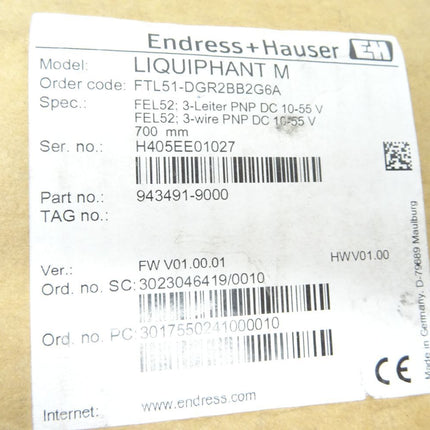 Endress+Hauser EH
Model: LIQUIPHANT M
Order code: FTL51-DGR2BB2G6A
Spec.: FEL52; 3-Leiter PNP DC 10-55 V
FEL52; 3-wire PNP DC 10-55 V
700 mm
Ser. no.: H405EE01027
Part no.: 943491-9000
TAG no.:
Ver.: FW V01.00.01 HWV01.00
Ord. no. SC: 3023046419/0010
Ord. no. PC: 3017550241000010
Internet: www.endress.com
Made in Germany, D-79689 Maulburg
CE